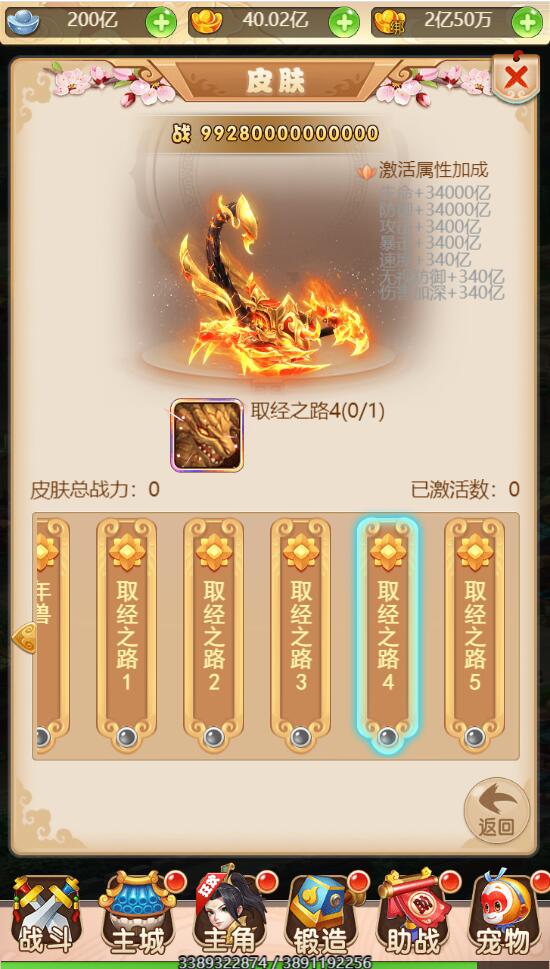 200亿
40.02亿
绑
2亿50万
皮肤
战 99280000000000
激活属性加成
生命+34000亿
防御+34000亿
攻击+3400亿
暴击+3400亿
速度+340亿
无视防御+340亿
伤害加深+340亿
取经之路4(0/1)
皮肤总战力：0
已激活数：0
年兽
取经之路1
取经之路2
取经之路3
取经之路4
取经之路5
返回
战斗
主城
主角
锻造
助战
宠物
3389322874 / 3891192256